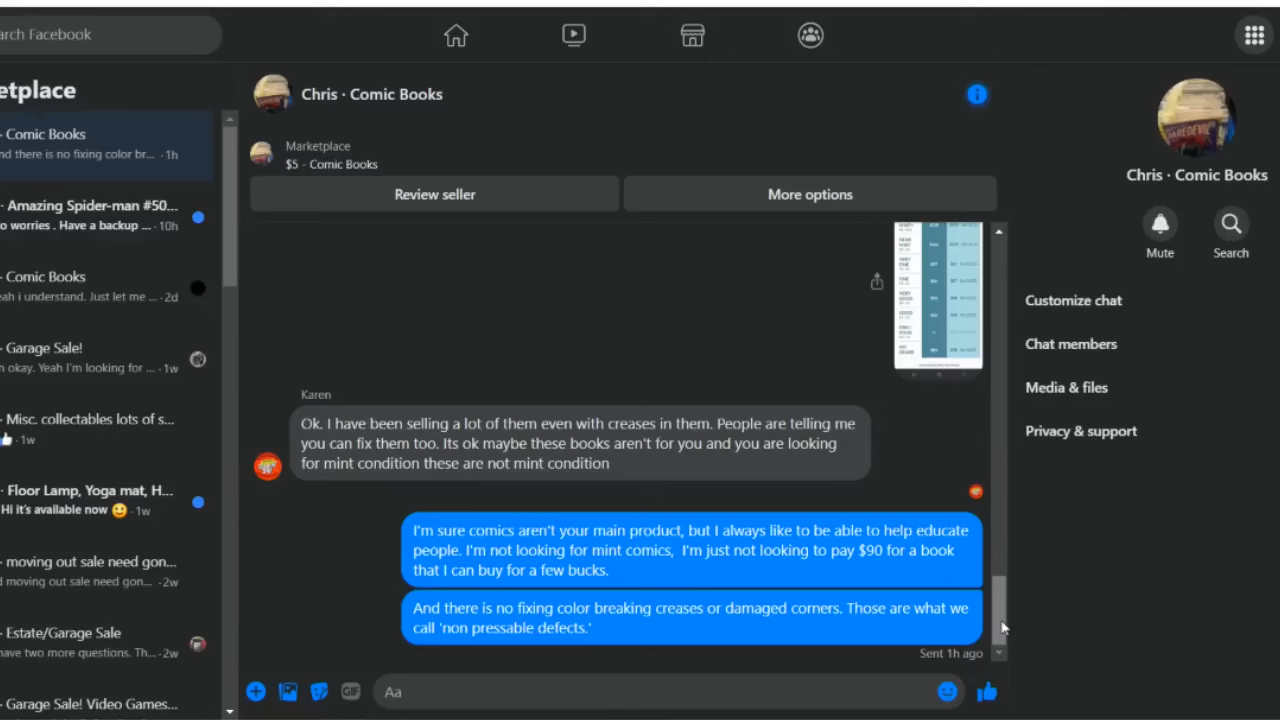 arch Facebook
etplace
Comic Books
nd there is no fixing color br... · 1h
· Amazing Spider-man #50...
o worries . Have a backup ... · 10h
· Comic Books
eah i understand. Just let me ... · 2d
· Garage Sale!
h okay. Yeah I'm looking for ... · 1w
· Misc. collectables lots of s...
· 1w
· Floor Lamp, Yoga mat, H...
Hi it's available now 😀 · 1w
· moving out sale need gon...
d moving out sale need gon... · 2w
· Estate/Garage Sale
have two more questions. Th... · 2w
· Garage Sale! Video Games...
Chris · Comic Books
Marketplace
$5 - Comic Books
Review seller
More options
Karen
Ok. I have been selling a lot of them even with creases in them. People are telling me
you can fix them too. Its ok maybe these books aren't for you and you are looking
for mint condition these are not mint condition
I'm sure comics aren't your main product, but I always like to be able to help educate
people. I'm not looking for mint comics, I'm just not looking to pay $90 for a book
that I can buy for a few bucks.
And there is no fixing color breaking creases or damaged corners. Those are what we
call 'non pressable defects.'
Sent 1h ago
GIF
Aa
DAREDEVIL
Chris · Comic Books
Mute
Search
Customize chat
Chat members
Media & files
Privacy & support